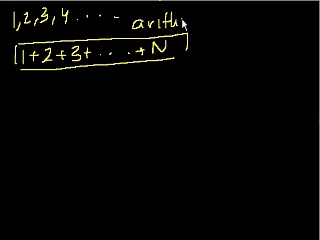 1, 2, 3, 4 . . . . - arith
1 + 2 + 3 + . . . + N